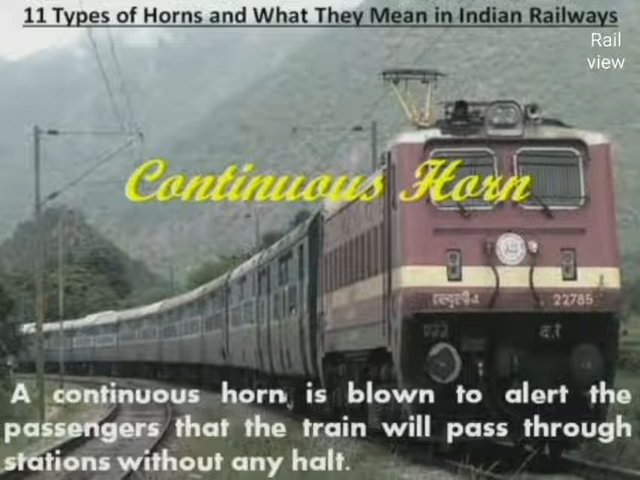 11 Types of Horns and What They Mean in Indian Railways
Rail
view
Continuous Horn
22785
A continuous horn is blown to alert the
passengers that the train will pass through
stations without any halt.